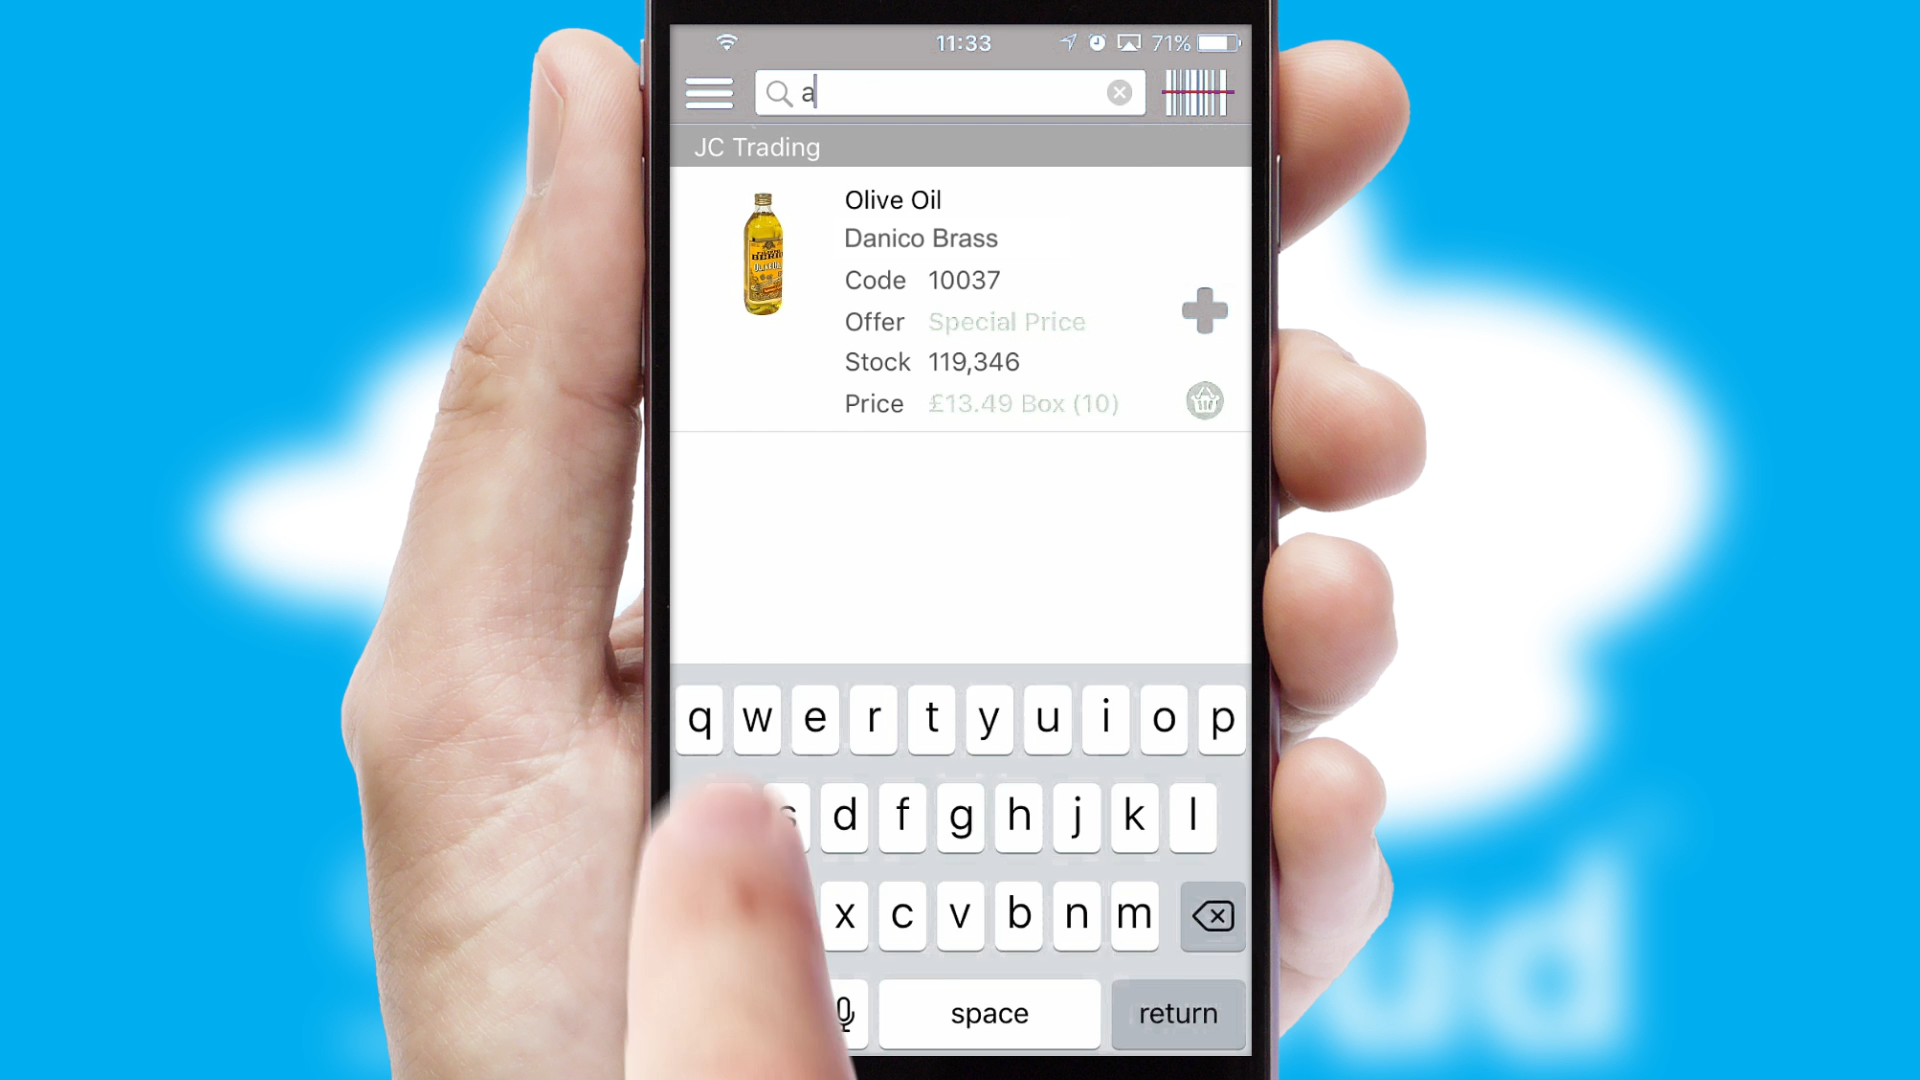 11:33 71%
a
JC Trading
Olive Oil
Danico Brass
Code 10037
Offer Special Price
Stock 119,346
Price £13.49 Box (10)
q w e r t y u i o p
s d f g h j k l
x c v b n m
space return
ud